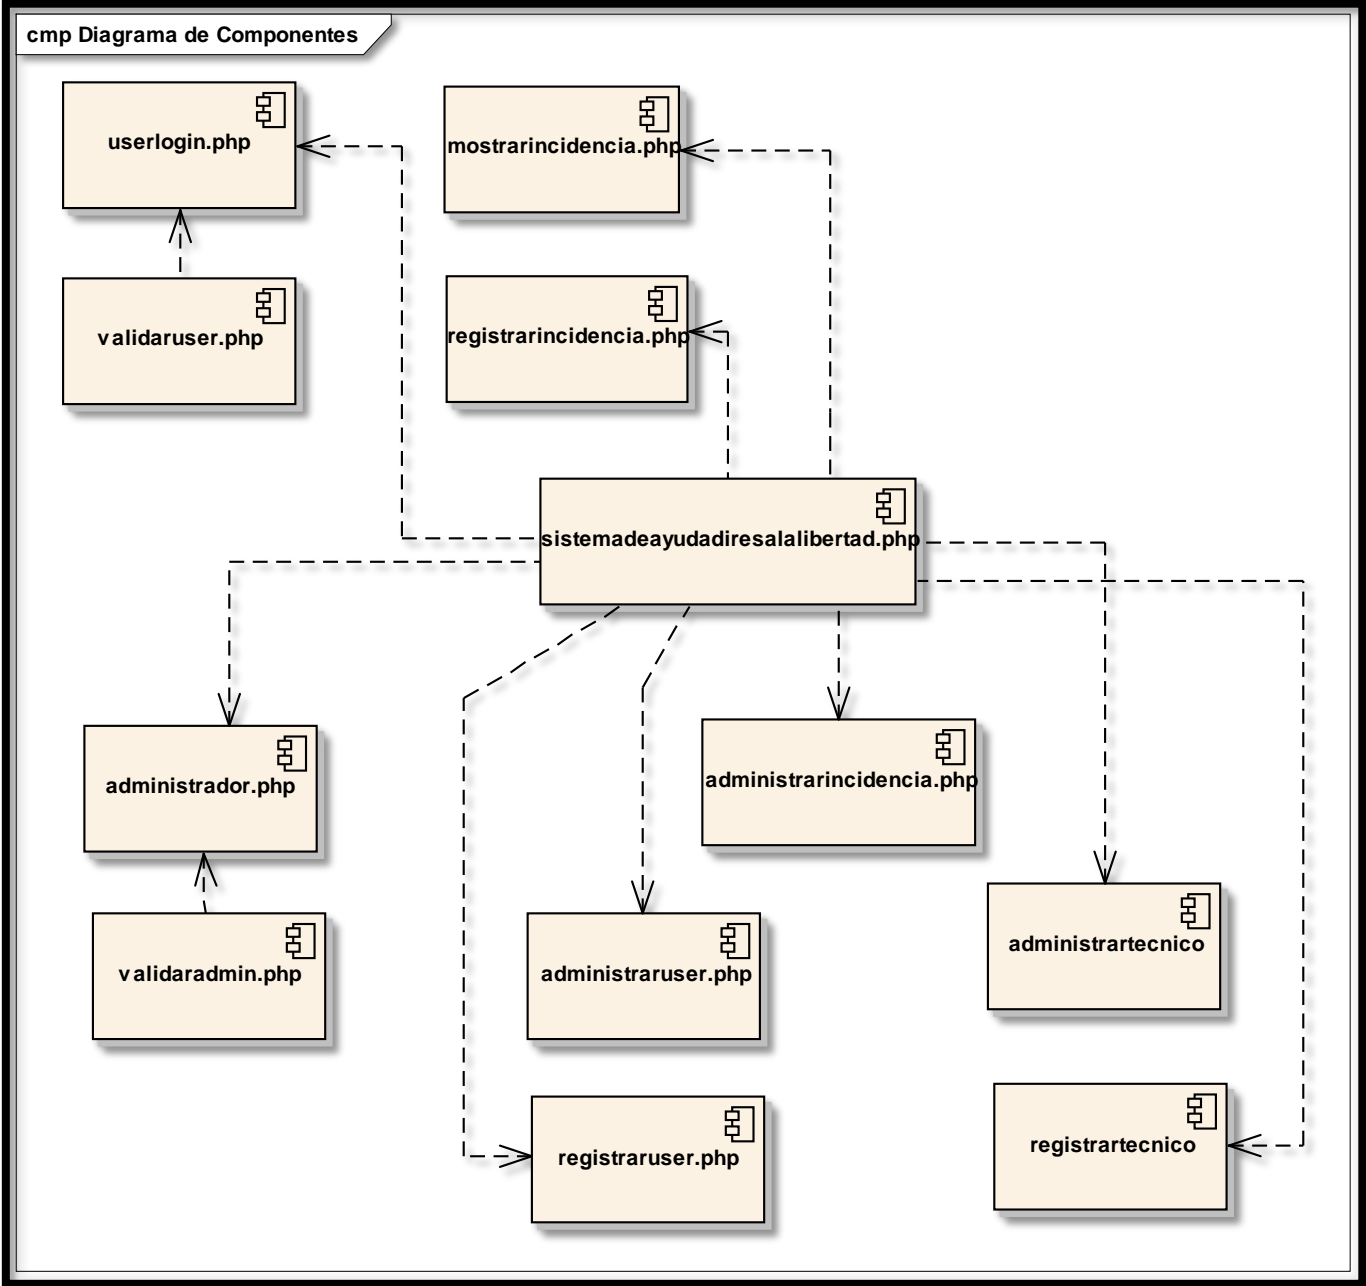 cmp Diagrama de Componentes
userlogin.php
mostrarincidencia.php
validaruser.php
registrarincidencia.php
sistemadeayudadiresalalibertad.php
administrador.php
administrarincidencia.php
validaradmin.php
administraruser.php
administrartecnico
registraruser.php
registrartecnico